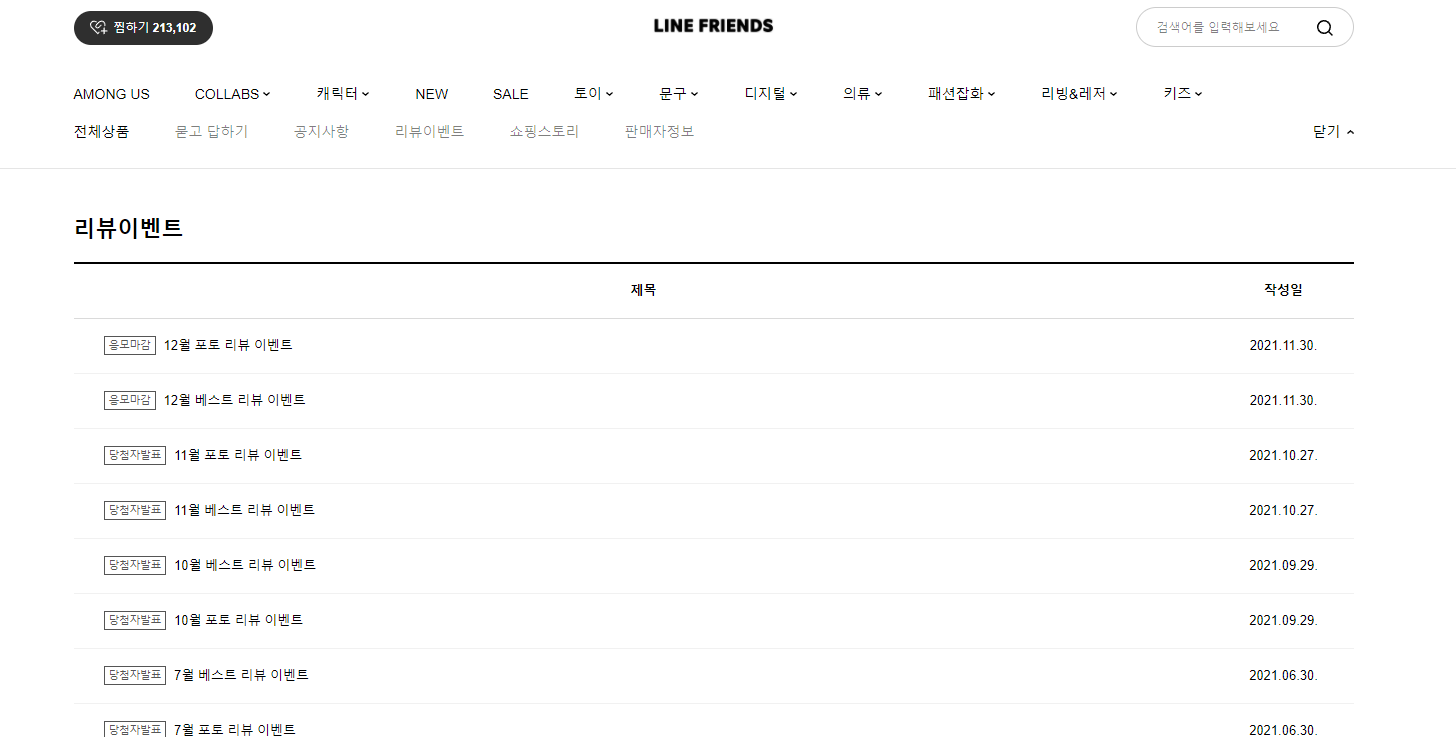 찜하기 213,102
LINE FRIENDS
검색어를 입력해보세요
AMONG US COLLABS 캐릭터 NEW SALE 토이 문구 디지털 의류 패션잡화 리빙&레저 키즈
전체상품 묻고 답하기 공지사항 리뷰이벤트 쇼핑스토리 판매자정보 닫기
리뷰이벤트
제목 작성일
응모마감 12월 포토 리뷰 이벤트 2021.11.30.
응모마감 12월 베스트 리뷰 이벤트 2021.11.30.
당첨자발표 11월 포토 리뷰 이벤트 2021.10.27.
당첨자발표 11월 베스트 리뷰 이벤트 2021.10.27.
당첨자발표 10월 베스트 리뷰 이벤트 2021.09.29.
당첨자발표 10월 포토 리뷰 이벤트 2021.09.29.
당첨자발표 7월 베스트 리뷰 이벤트 2021.06.30.
당첨자발표 7월 포토 리뷰 이벤트 2021.06.30.